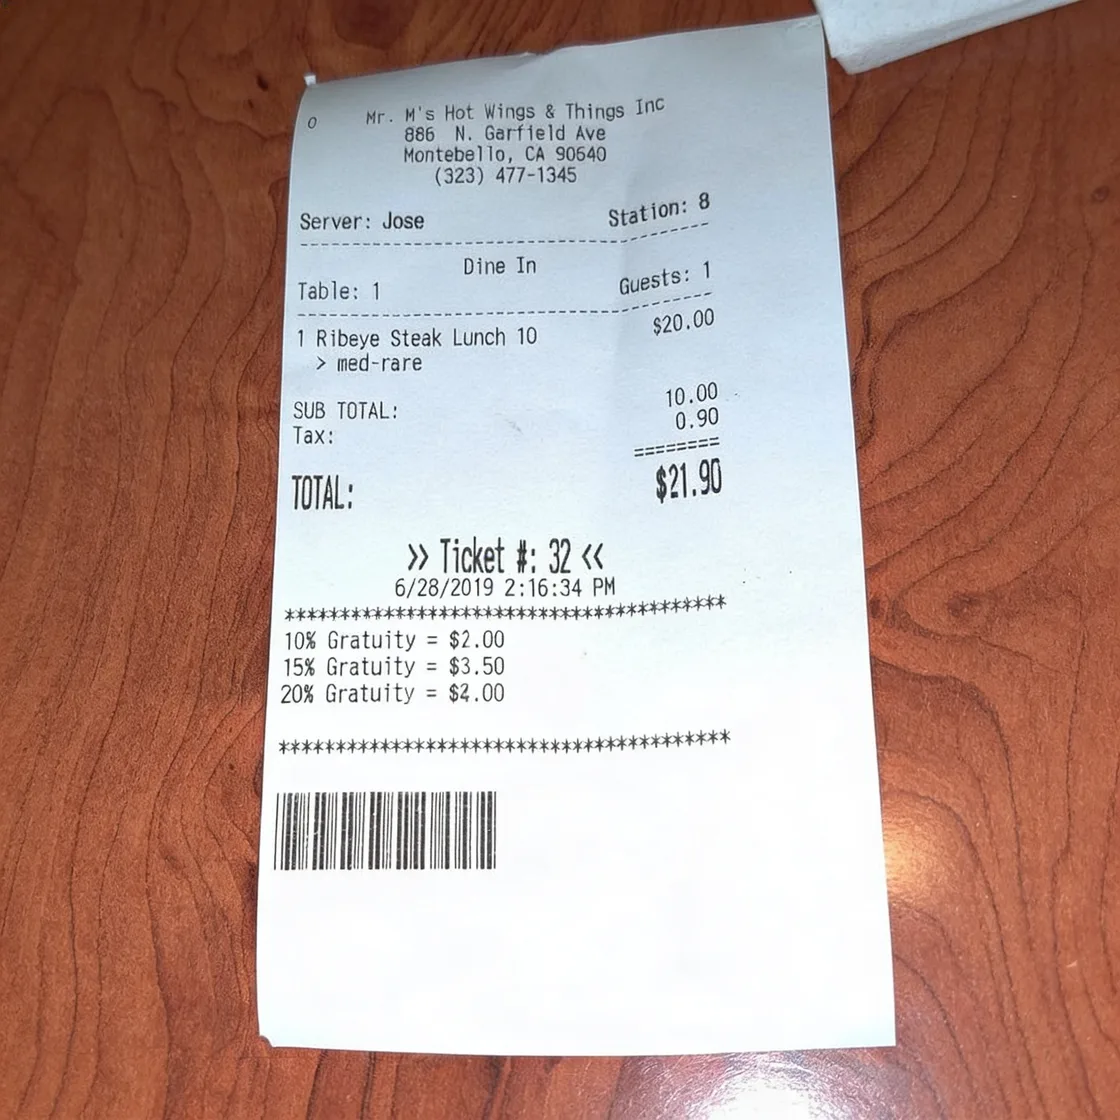 0
Mr. M's Hot Wings & Things Inc
886 N. Garfield Ave
Montebello, CA 90640
(323) 477-1345
Server: Jose Station: 8
Dine In
Table: 1 Guests: 1
1 Ribeye Steak Lunch 10 $20.00
> med-rare
SUB TOTAL: 10.00
Tax: 0.90
========
TOTAL: $21.90
>> Ticket #: 32 <<
6/28/2019 2:16:34 PM
***************************************
10% Gratuity = $2.00
15% Gratuity = $3.50
20% Gratuity = $4.00
***************************************